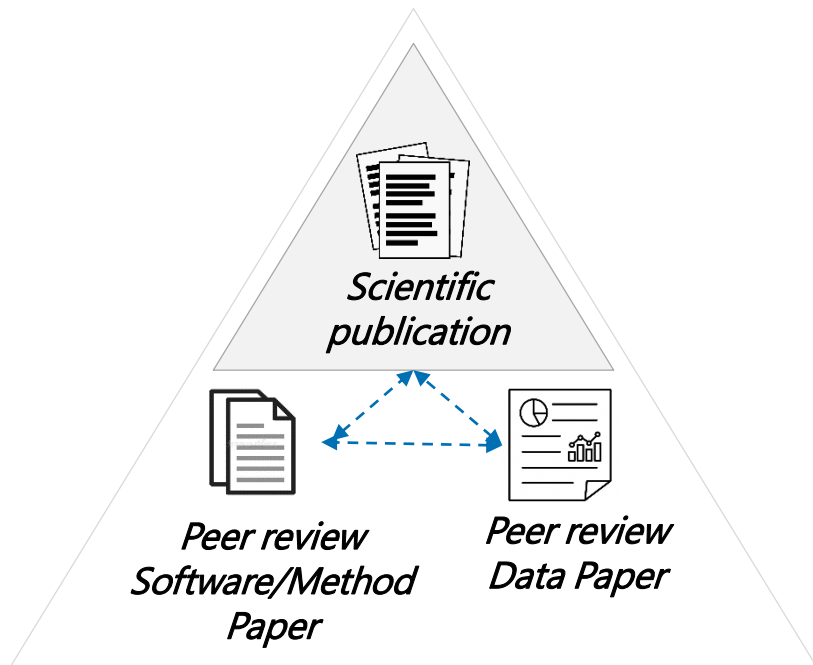 Scientific
publication
Peer review
Software/Method
Paper
Peer review
Data Paper